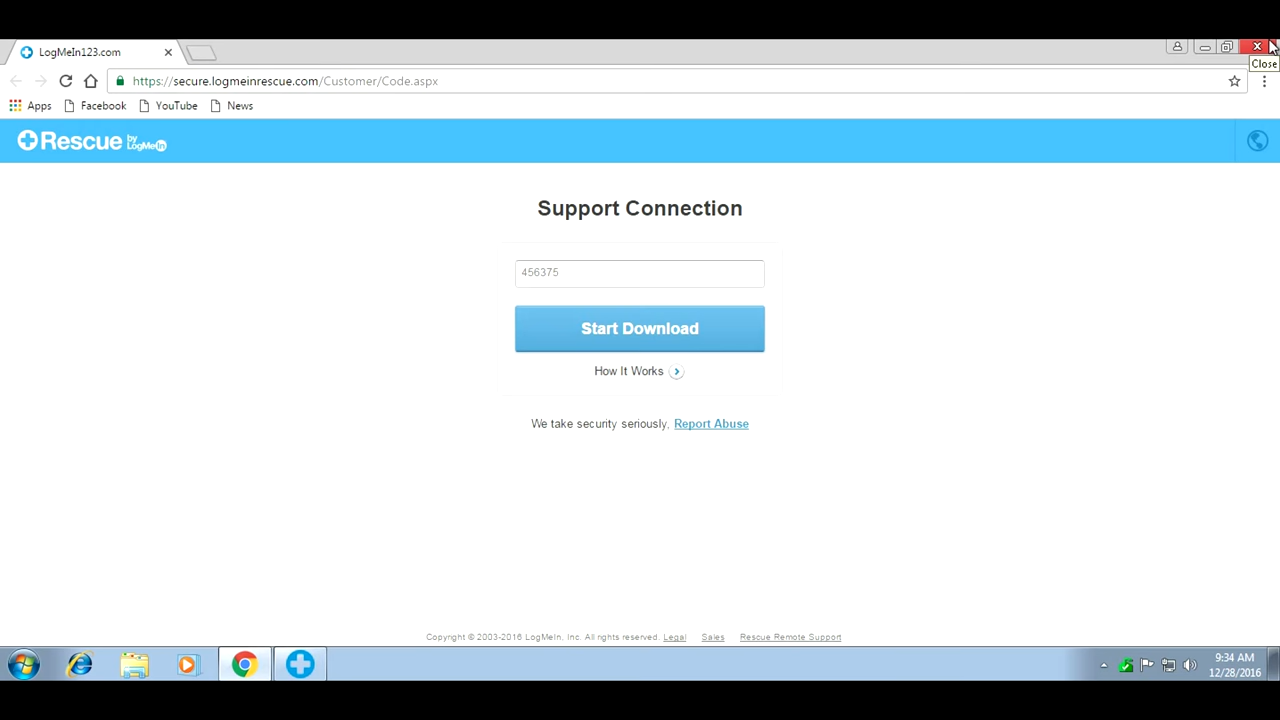 LogMeIn123.com
Close
https://secure.logmeinrescue.com/Customer/Code.aspx
Apps Facebook YouTube News
Rescue by LogMeIn
Support Connection
456375
Start Download
How It Works
We take security seriously, Report Abuse
Copyright © 2003-2016 LogMeIn, Inc. All rights reserved. Legal Sales Rescue Remote Support
9:34 AM
12/28/2016